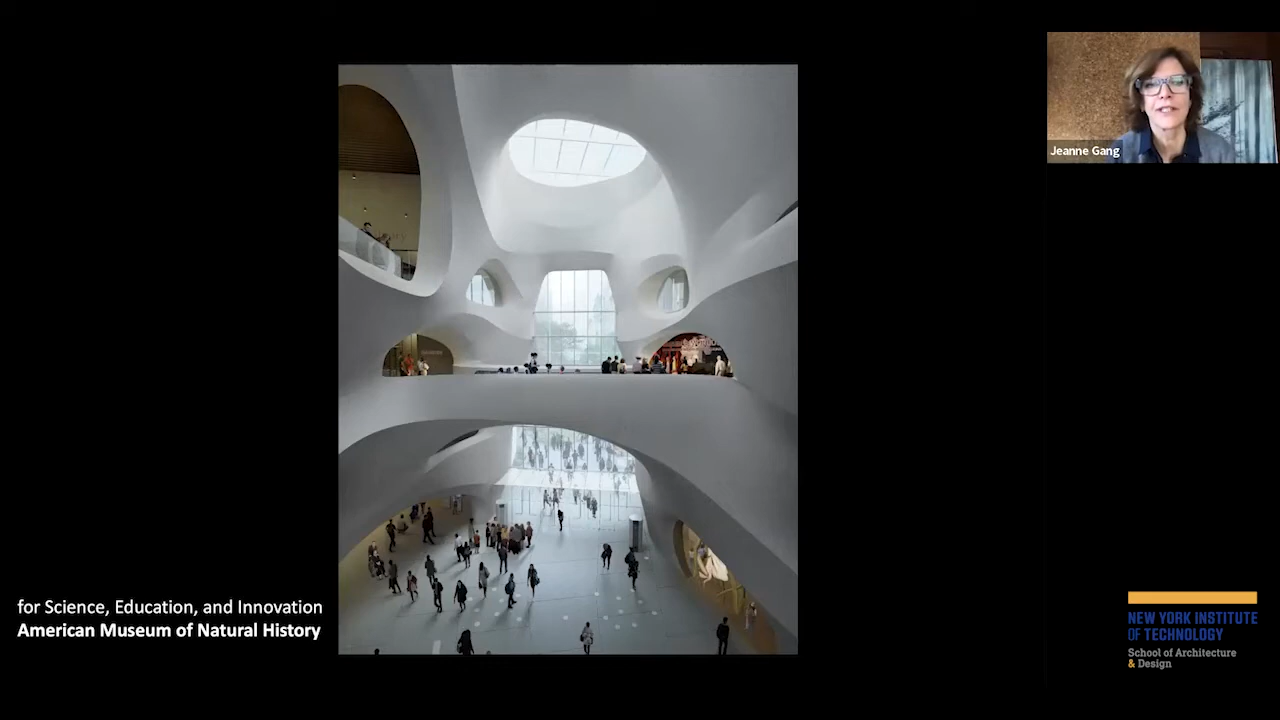 Jeanne Gang
for Science, Education, and Innovation
American Museum of Natural History
NEW YORK INSTITUTE
OF TECHNOLOGY
School of Architecture
& Design